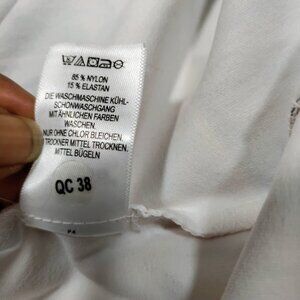 85 % NYLON
15 % ELASTAN
DIE WASCHMASCHINE KÜHL-
SCHONWASCHGANG
MIT ÄHNLICHEN FARBEN
WASCHEN.
NUR OHNE CHLOR BLEICHEN.
TROCKNER MITTEL TROCKNEN.
MITTEL BÜGELN
QC 38